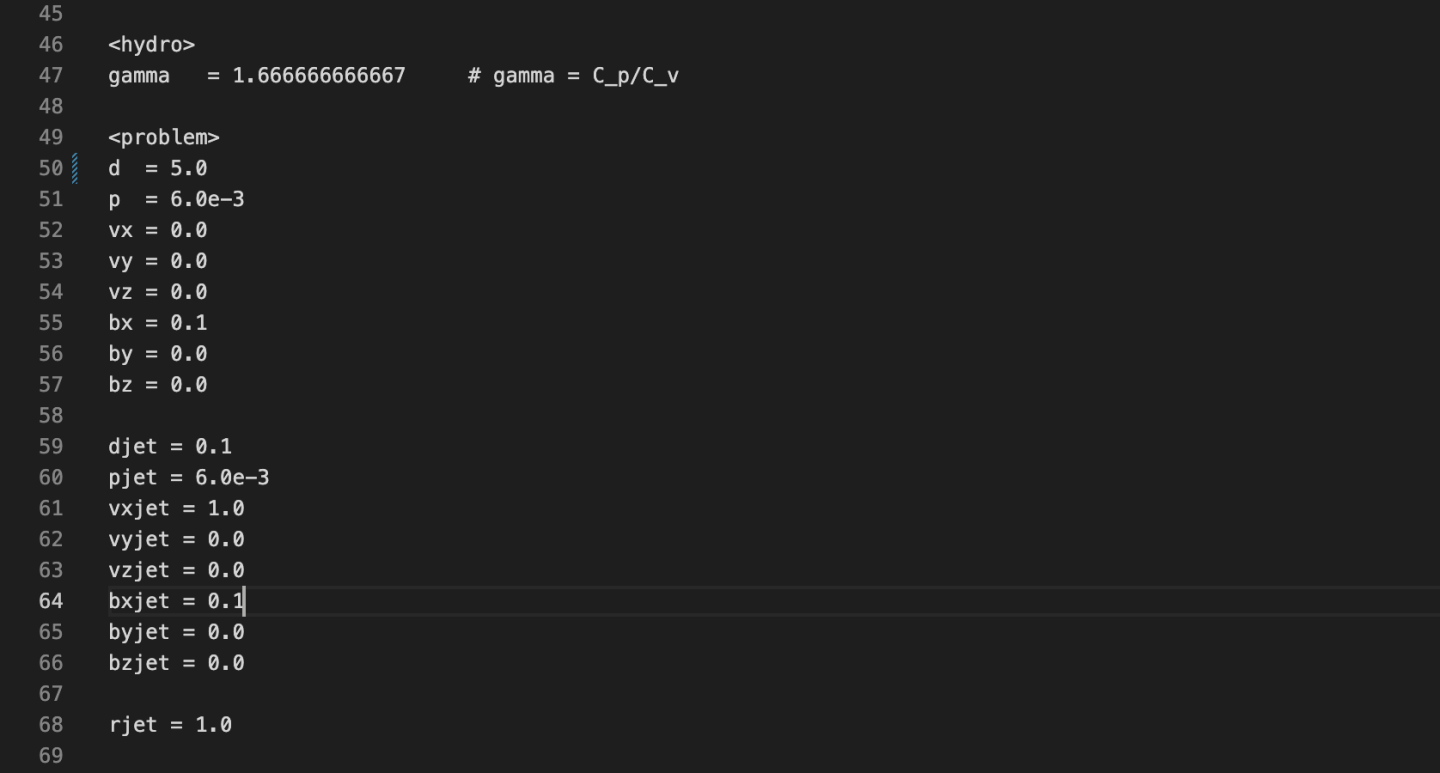 45
46 <hydro>
47 gamma   = 1.666666666667     # gamma = C_p/C_v
48
49 <problem>
50 d  = 5.0
51 p  = 6.0e-3
52 vx = 0.0
53 vy = 0.0
54 vz = 0.0
55 bx = 0.1
56 by = 0.0
57 bz = 0.0
58
59 djet = 0.1
60 pjet = 6.0e-3
61 vxjet = 1.0
62 vyjet = 0.0
63 vzjet = 0.0
64 bxjet = 0.1
65 byjet = 0.0
66 bzjet = 0.0
67
68 rjet = 1.0
69